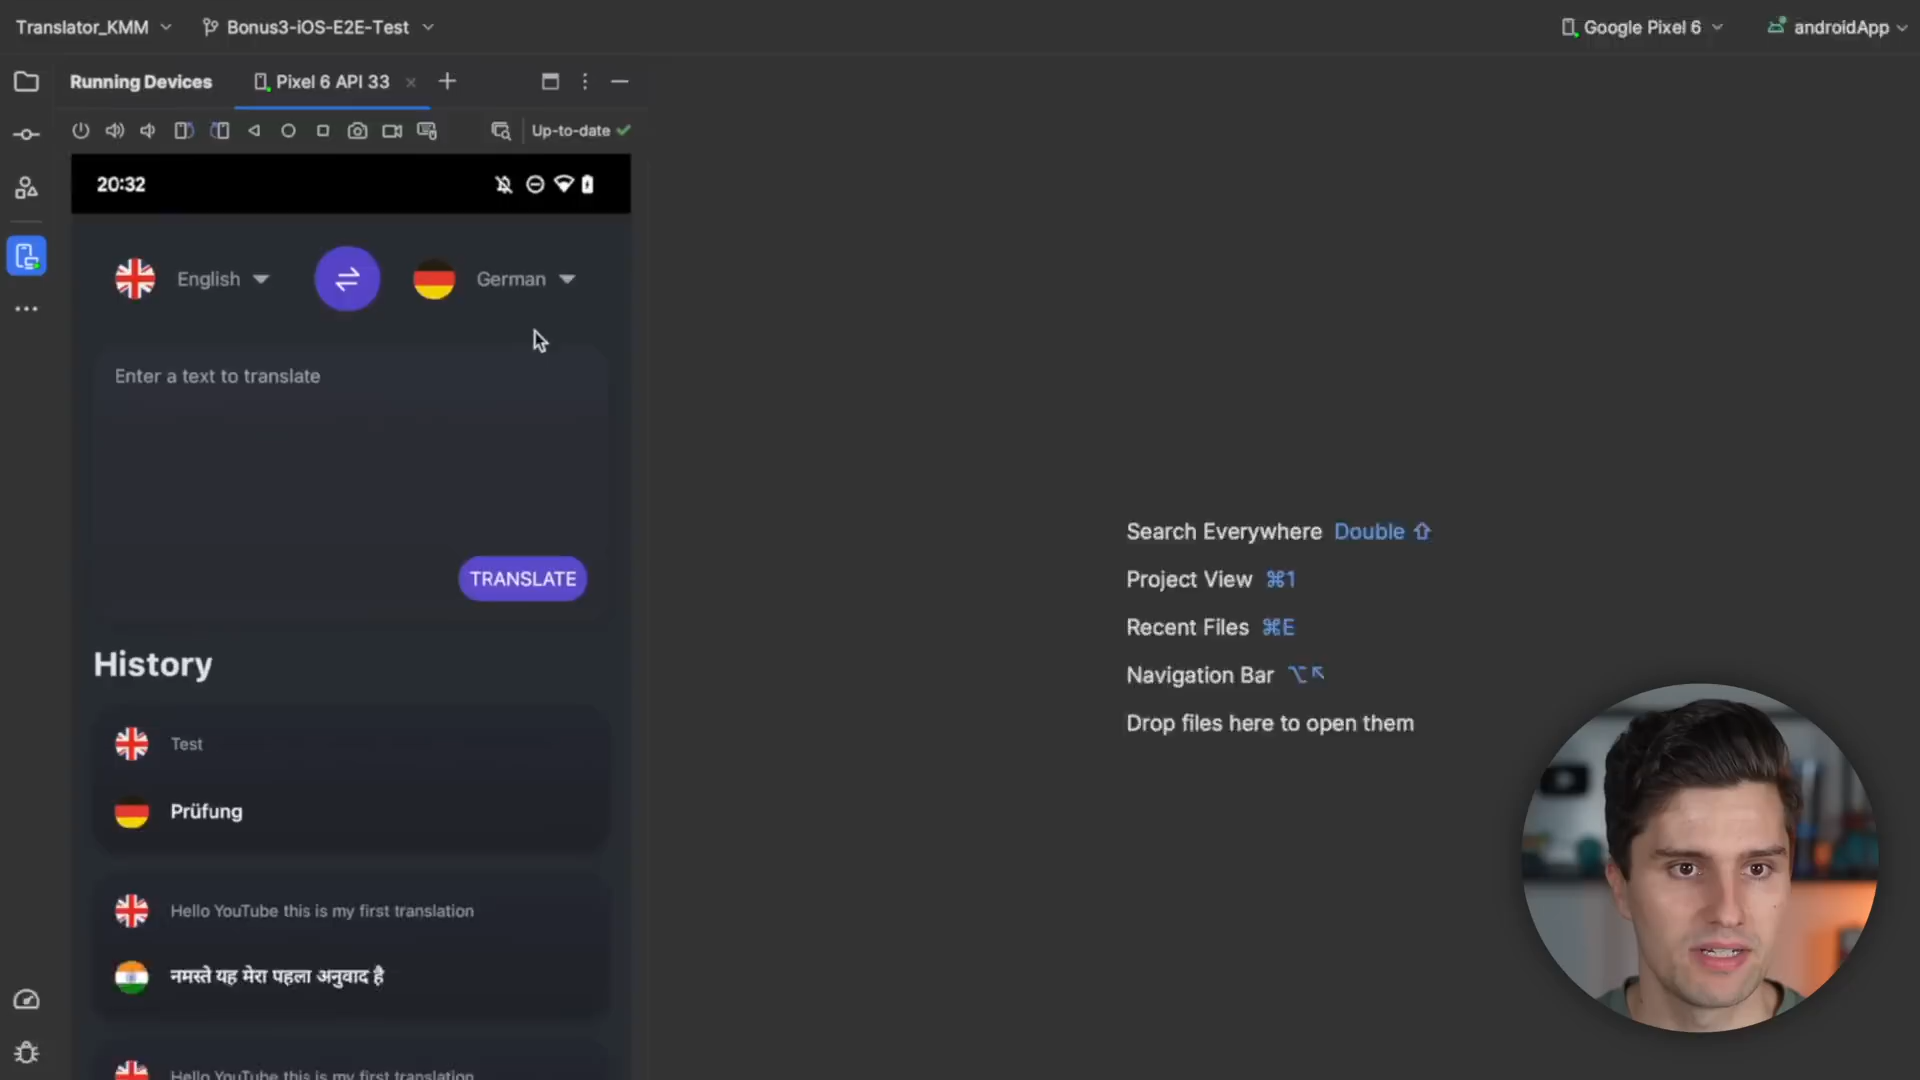 Translator_KMM
Bonus3-iOS-E2E-Test
Google Pixel 6
androidApp
Running Devices
Pixel 6 API 33
Up-to-date
20:32
English
German
Enter a text to translate
TRANSLATE
History
Test
Prüfung
Hello YouTube this is my first translation
नमस्ते यह मेरा पहला अनुवाद है
Hello YouTube this is my first translation
Search Everywhere Double ⇧
Project View ⌘1
Recent Files ⌘E
Navigation Bar ⌥↖
Drop files here to open them